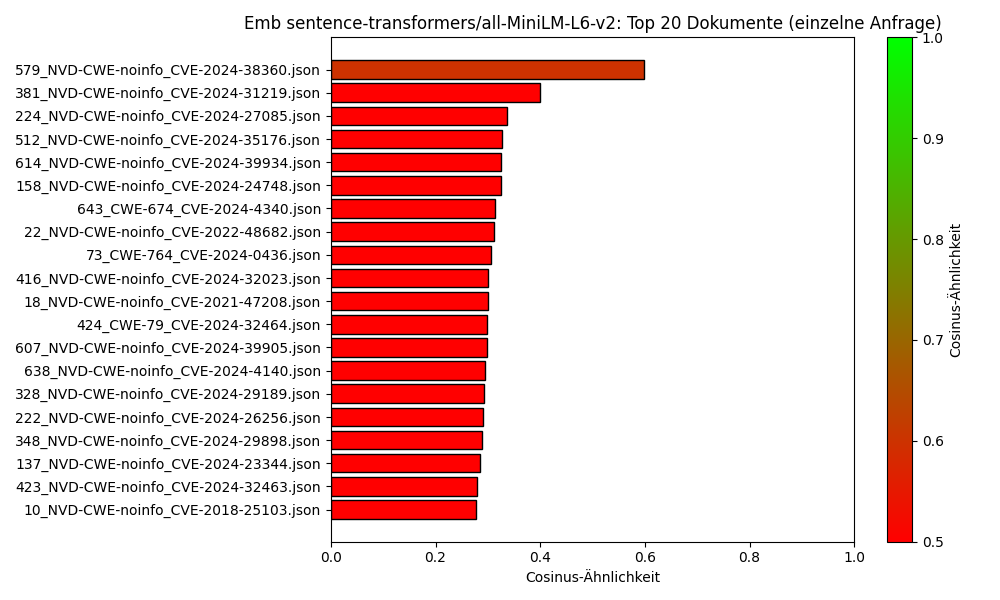 Emb sentence-transformers/all-MiniLM-L6-v2: Top 20 Dokumente (einzelne Anfrage)
579_NVD-CWE-noinfo_CVE-2024-38360.json
381_NVD-CWE-noinfo_CVE-2024-31219.json
224_NVD-CWE-noinfo_CVE-2024-27085.json
512_NVD-CWE-noinfo_CVE-2024-35176.json
614_NVD-CWE-noinfo_CVE-2024-39934.json
158_NVD-CWE-noinfo_CVE-2024-24748.json
643_CWE-674_CVE-2024-4340.json
22_NVD-CWE-noinfo_CVE-2022-48682.json
73_CWE-764_CVE-2024-0436.json
416_NVD-CWE-noinfo_CVE-2024-32023.json
18_NVD-CWE-noinfo_CVE-2021-47208.json
424_CWE-79_CVE-2024-32464.json
607_NVD-CWE-noinfo_CVE-2024-39905.json
638_NVD-CWE-noinfo_CVE-2024-4140.json
328_NVD-CWE-noinfo_CVE-2024-29189.json
222_NVD-CWE-noinfo_CVE-2024-26256.json
348_NVD-CWE-noinfo_CVE-2024-29898.json
137_NVD-CWE-noinfo_CVE-2024-23344.json
423_NVD-CWE-noinfo_CVE-2024-32463.json
10_NVD-CWE-noinfo_CVE-2018-25103.json
0.0 0.2 0.4 0.6 0.8 1.0
Cosinus-Ähnlichkeit
1.0
0.9
0.8
0.7
0.6
0.5
Cosinus-Ähnlichkeit